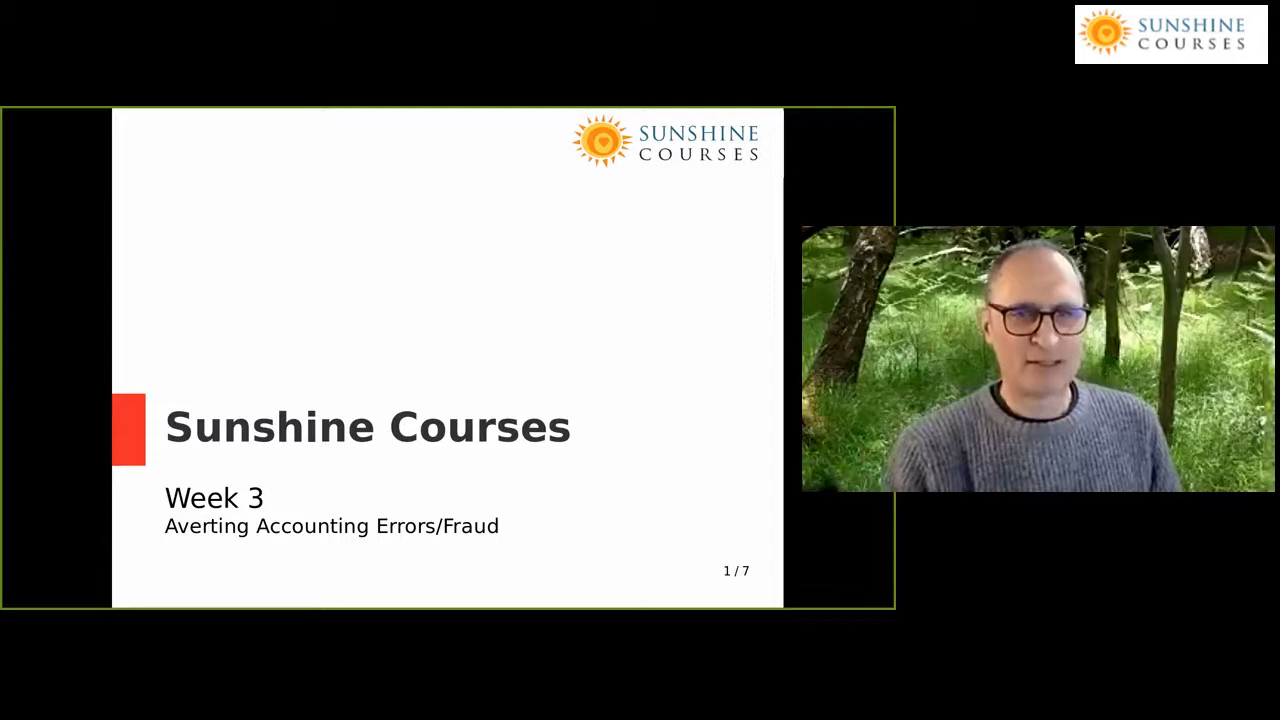 SUNSHINE
COURSES
SUNSHINE
COURSES
Sunshine Courses
Week 3
Averting Accounting Errors/Fraud
1 / 7